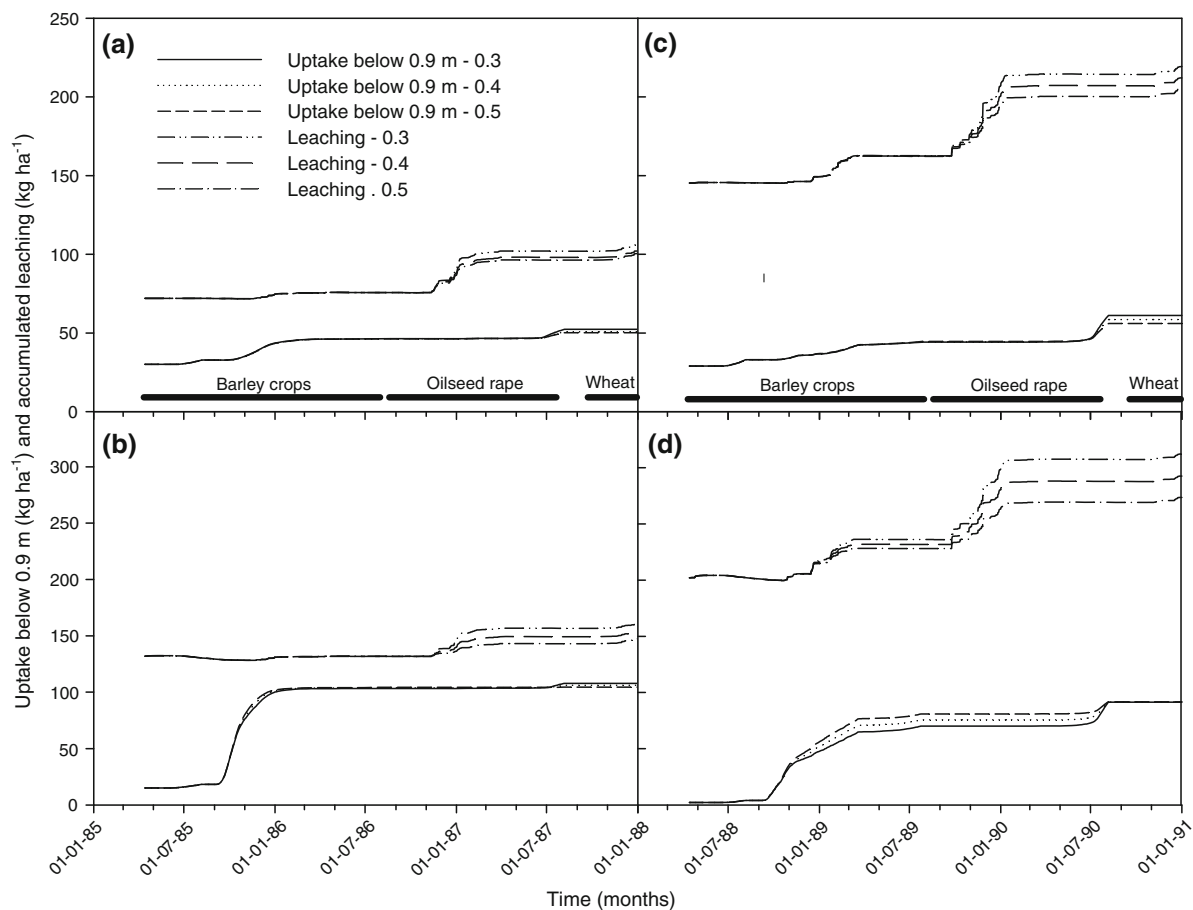 Uptake below 0.9 m (kg ha-1) and accumulated leaching (kg ha-1)
250
200
150
100
50
0
(a)
Uptake below 0.9 m - 0.3
Uptake below 0.9 m - 0.4
Uptake below 0.9 m - 0.5
Leaching - 0.3
Leaching - 0.4
Leaching . 0.5
Barley crops
Oilseed rape
Wheat
(c)
Barley crops
Oilseed rape
Wheat
300
250
200
150
100
50
0
(b)
(d)
01-01-85
01-07-85
01-01-86
01-07-86
01-01-87
01-07-87
01-01-88
01-07-88
01-01-89
01-07-89
01-01-90
01-07-90
01-01-91
Time (months)